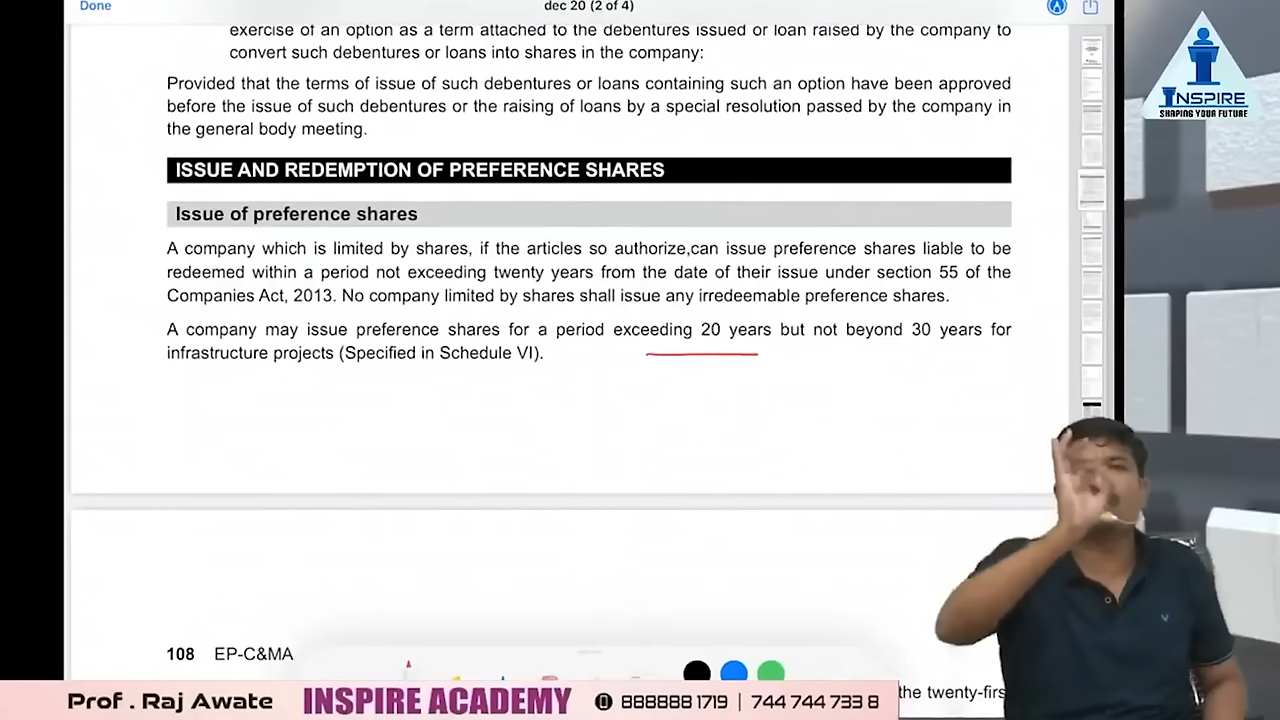 Done
dec 20 (2 of 4)
exercise of an option as a term attached to the debentures issued or loan raised by the company to
convert such debentures or loans into shares in the company:
Provided that the terms of issue of such debentures or loans containing such an option have been approved
before the issue of such debentures or the raising of loans by a special resolution passed by the company in
the general body meeting.
ISSUE AND REDEMPTION OF PREFERENCE SHARES
Issue of preference shares
A company which is limited by shares, if the articles so authorize,can issue preference shares liable to be
redeemed within a period not exceeding twenty years from the date of their issue under section 55 of the
Companies Act, 2013. No company limited by shares shall issue any irredeemable preference shares.
A company may issue preference shares for a period exceeding 20 years but not beyond 30 years for
infrastructure projects (Specified in Schedule VI).
108 EP-C&MA
the twenty-firs
INSPIRE
SHAPING YOUR FUTURE
Prof . Raj Awate INSPIRE ACADEMY 888888 1719 | 744 744 733 8